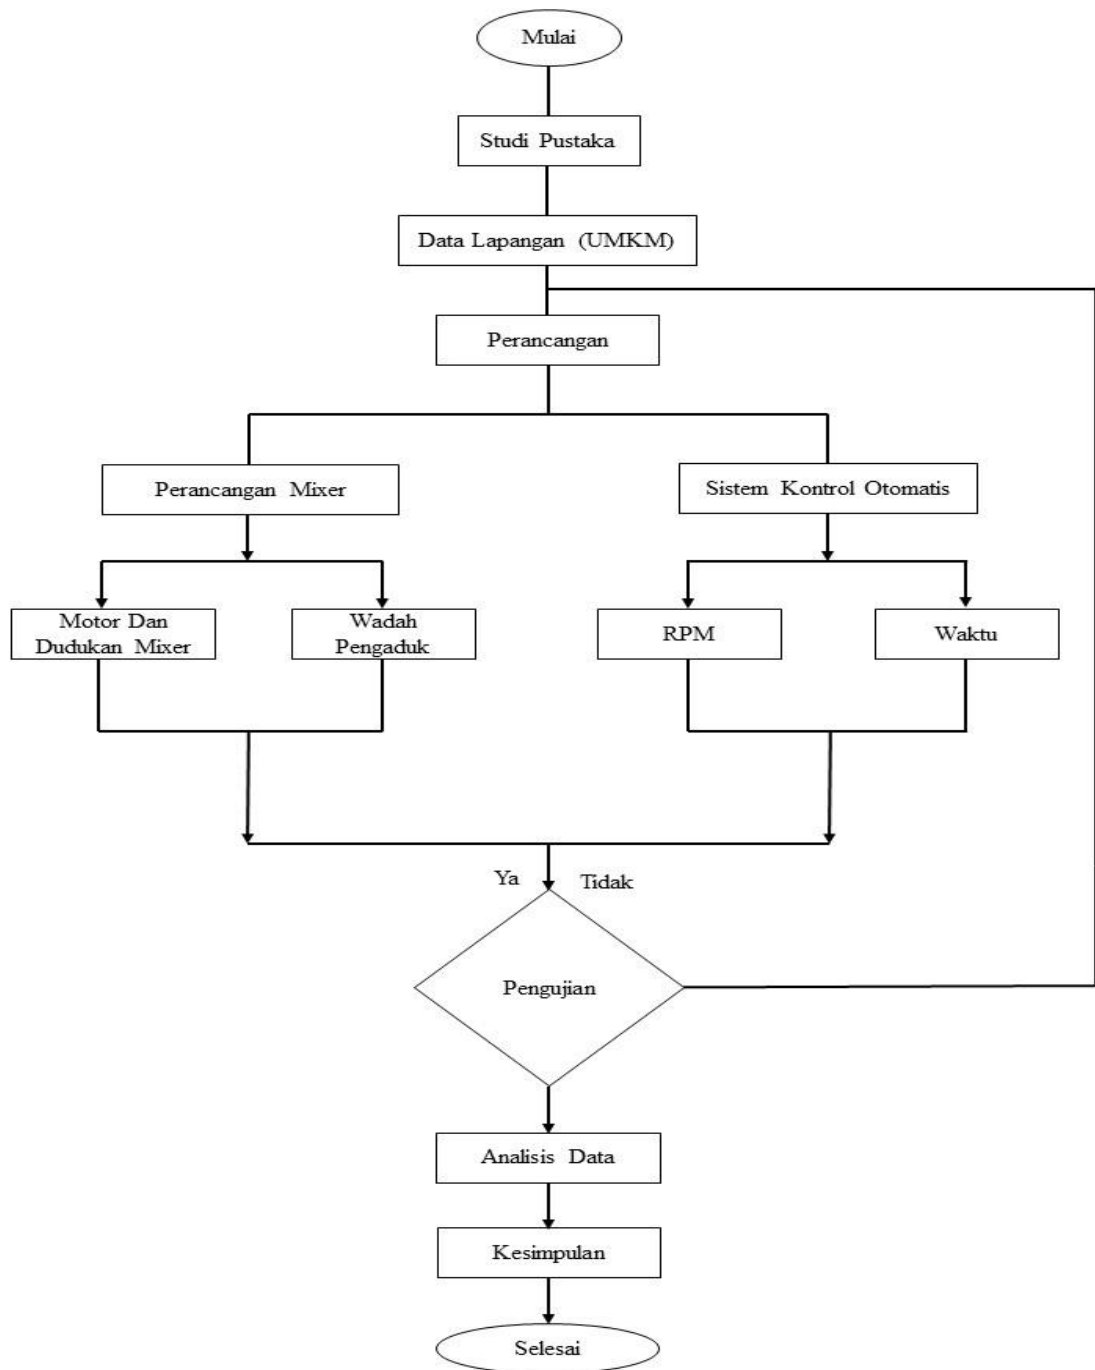 Mulai
Studi Pustaka
Data Lapangan (UMKM)
Perancangan
Perancangan Mixer
Sistem Kontrol Otomatis
Motor Dan
Dudukan Mixer
Wadah
Pengaduk
RPM
Waktu
Ya
Tidak
Pengujian
Analisis Data
Kesimpulan
Selesai